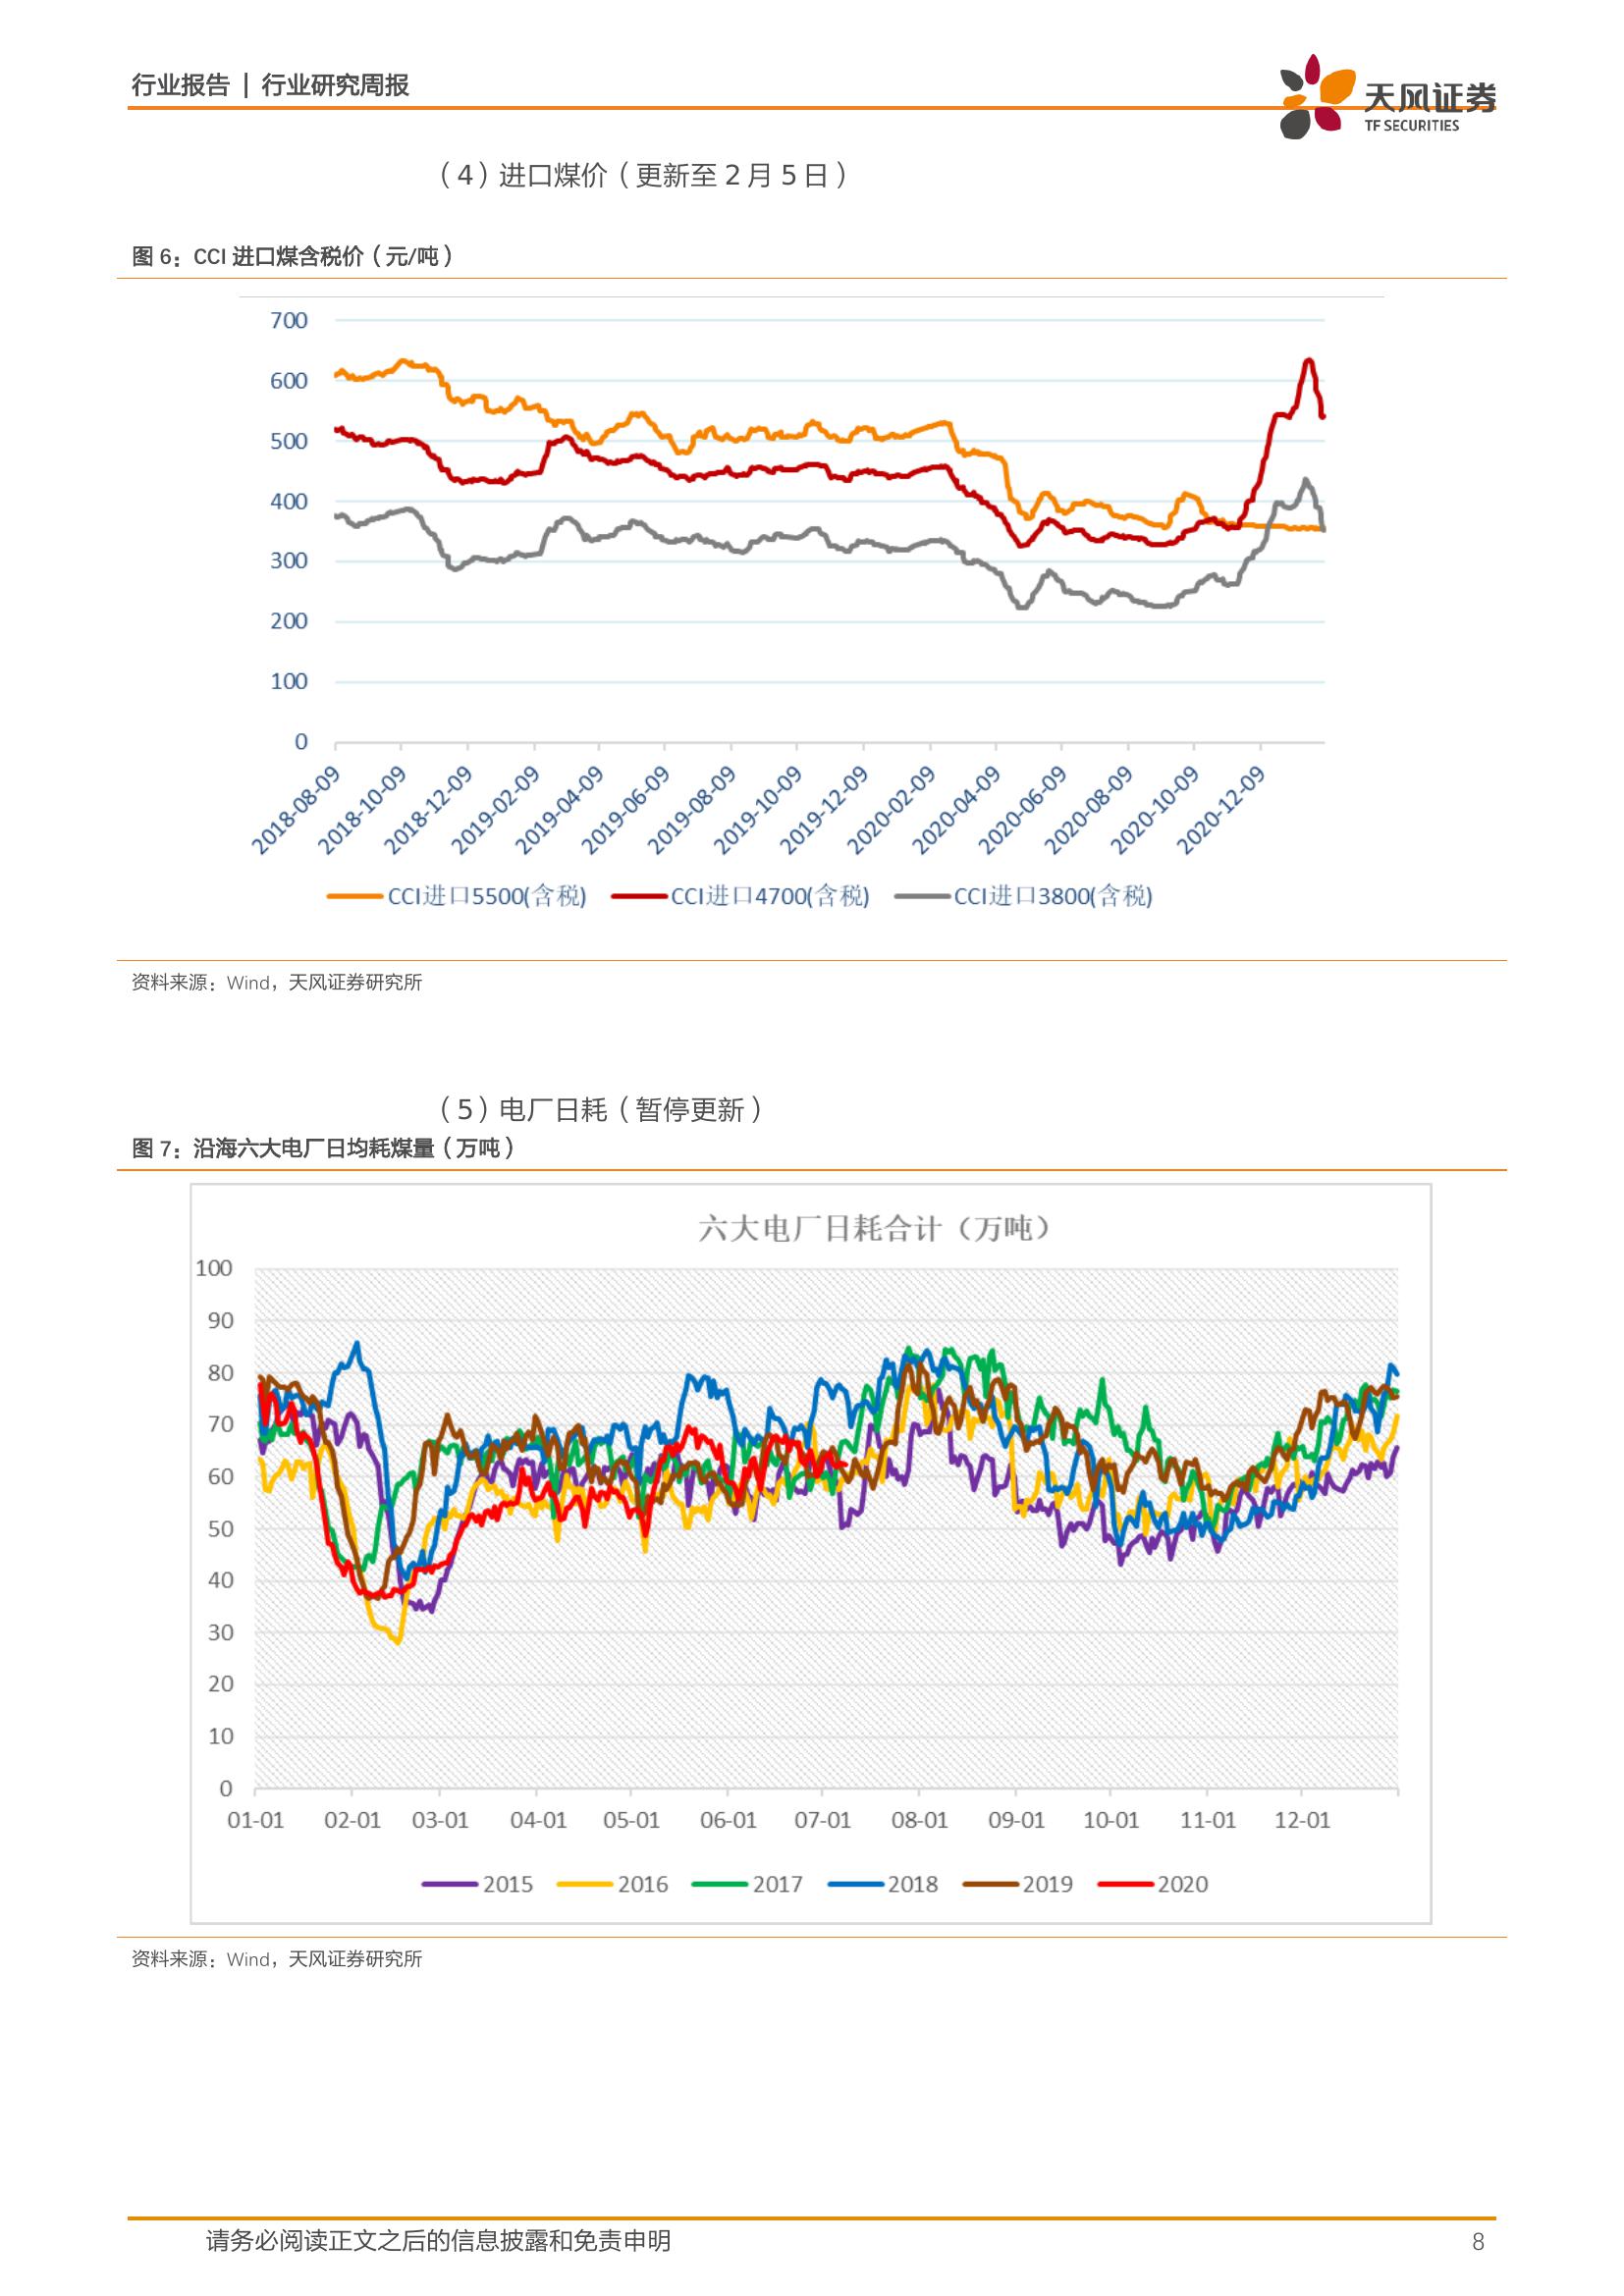 行业报告 | 行业研究周报
天风证券
TF SECURITIES
（4）进口煤价（更新至 2 月 5 日）
图 6：CCI 进口煤含税价（元/吨）
700
600
500
400
300
200
100
0
2018-08-09
2018-10-09
2018-12-09
2019-02-09
2019-04-09
2019-06-09
2019-08-09
2019-10-09
2019-12-09
2020-02-09
2020-04-09
2020-06-09
2020-08-09
2020-10-09
2020-12-09
CCI进口5500(含税) CCI进口4700(含税) CCI进口3800(含税)
资料来源：Wind，天风证券研究所
（5）电厂日耗（暂停更新）
图 7：沿海六大电厂日均耗煤量（万吨）
六大电厂日耗合计（万吨）
100
90
80
70
60
50
40
30
20
10
0
01-01 02-01 03-01 04-01 05-01 06-01 07-01 08-01 09-01 10-01 11-01 12-01
2015 2016 2017 2018 2019 2020
资料来源：Wind，天风证券研究所
请务必阅读正文之后的信息披露和免责申明 8